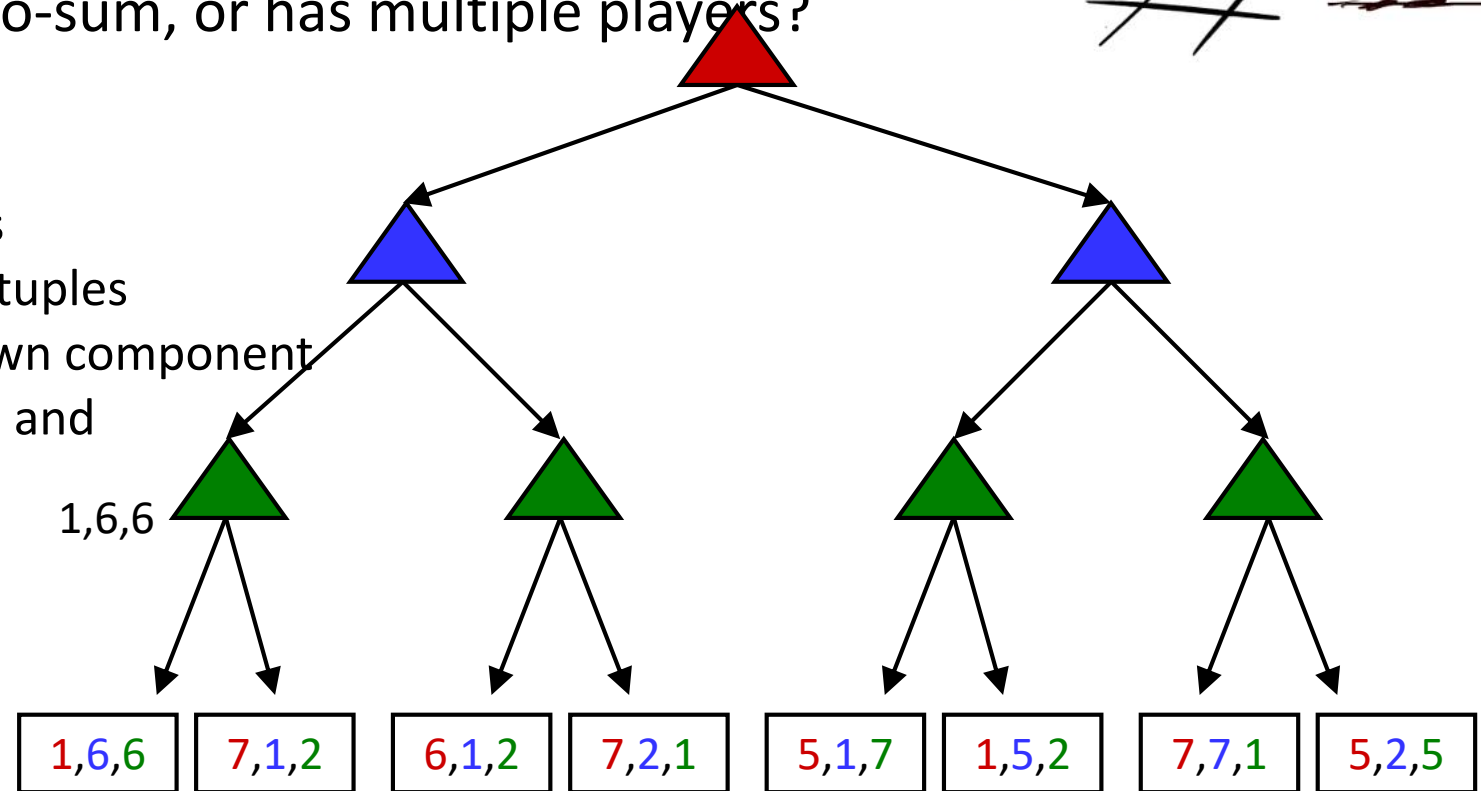 o-sum, or has multiple players?
s
tuples
wn component
and
1,6,6
1,6,6 7,1,2 6,1,2 7,2,1 5,1,7 1,5,2 7,7,1 5,2,5